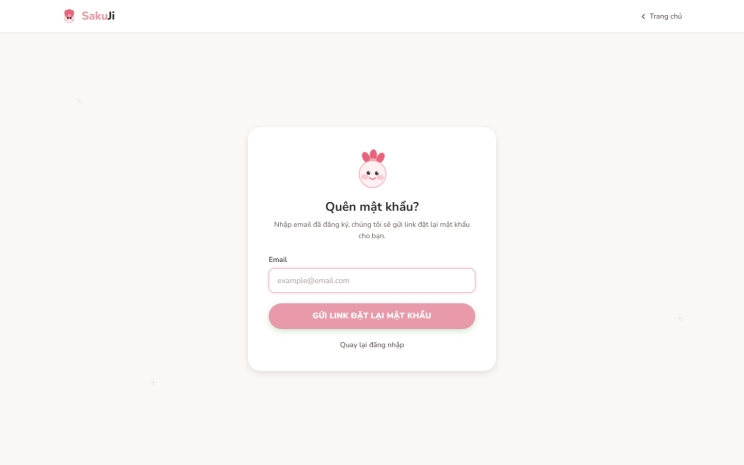 SakuJi
Trang chủ
Quên mật khẩu?
Nhập email đã đăng ký, chúng tôi sẽ gửi link đặt lại mật khẩu
cho bạn.
Email
example@email.com
GỬI LINK ĐẶT LẠI MẬT KHẨU
Quay lại đăng nhập